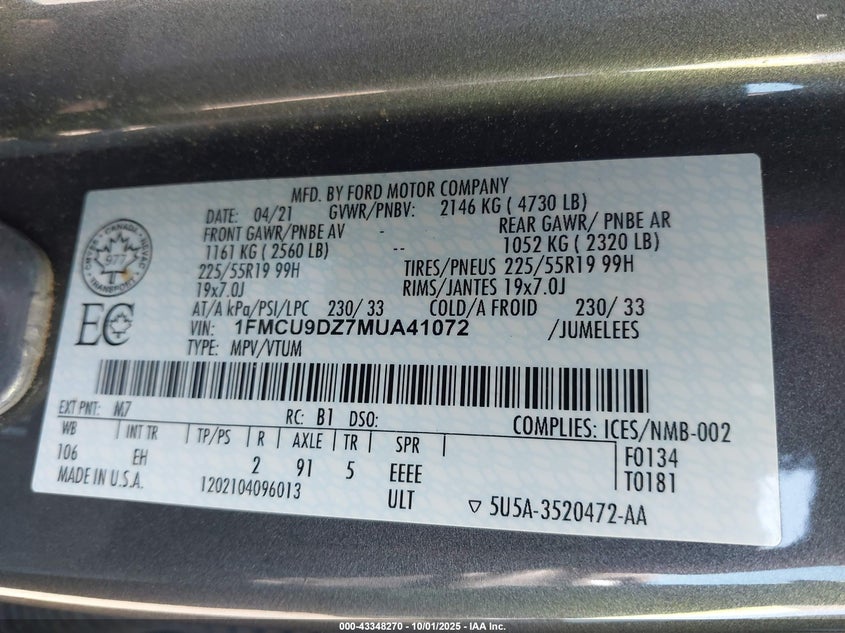 MFD. BY FORD MOTOR COMPANY
DATE: 04/21 GVWR/PNBV: 2146 KG ( 4730 LB)
FRONT GAWR/PNBE AV - REAR GAWR/ PNBE AR
1161 KG ( 2560 LB) -- 1052 KG ( 2320 LB)
225/55R19 99H TIRES/PNEUS 225/55R19 99H
19x7.0J RIMS/JANTES 19x7.0J
AT/A kPa/PSI/LPC 230/ 33 COLD/A FROID 230/ 33
VIN: 1FMCU9DZ7MUA41072 /JUMELEES
TYPE: MPV/VTUM
CANADA
977
TRANSPORT
EC
EXT PNT: M7 RC: B1 DSO: COMPLIES: ICES/NMB-002
WB INT TR TP/PS R AXLE TR SPR F0134
106 EH 2 91 5 EEEE T0181
MADE IN U.S.A. 1202104096013 ULT ▽ 5U5A-3520472-AA
000-43348270 - 10/01/2025 - IAA Inc.